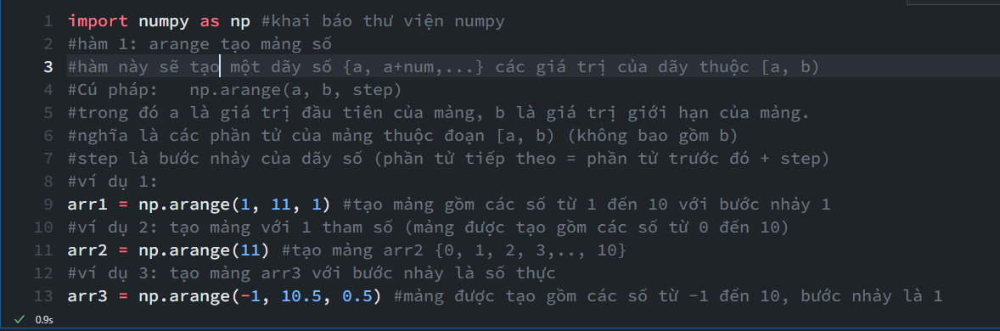 1 import numpy as np #khai báo thư viện numpy
2 #hàm 1: arange tạo mảng số
3 #hàm này sẽ tạo một dãy số {a, a+num,...} các giá trị của dãy thuộc [a, b)
4 #Cú pháp:   np.arange(a, b, step)
5 #trong đó a là giá trị đầu tiên của mảng, b là giá trị giới hạn của mảng.
6 #nghĩa là các phần tử của mảng thuộc đoạn [a, b) (không bao gồm b)
7 #step là bước nhảy của dãy số (phần tử tiếp theo = phần tử trước đó + step)
8 #ví dụ 1:
9 arr1 = np.arange(1, 11, 1) #tạo mảng gồm các số từ 1 đến 10 với bước nhảy 1
10 #ví dụ 2: tạo mảng với 1 tham số (mảng được tạo gồm các số từ 0 đến 10)
11 arr2 = np.arange(11) #tạo mảng arr2 {0, 1, 2, 3,.., 10}
12 #ví dụ 3: tạo mảng arr3 với bước nhảy là số thực
13 arr3 = np.arange(-1, 10.5, 0.5) #mảng được tạo gồm các số từ -1 đến 10, bước nhảy là 1
✓ 0.9s